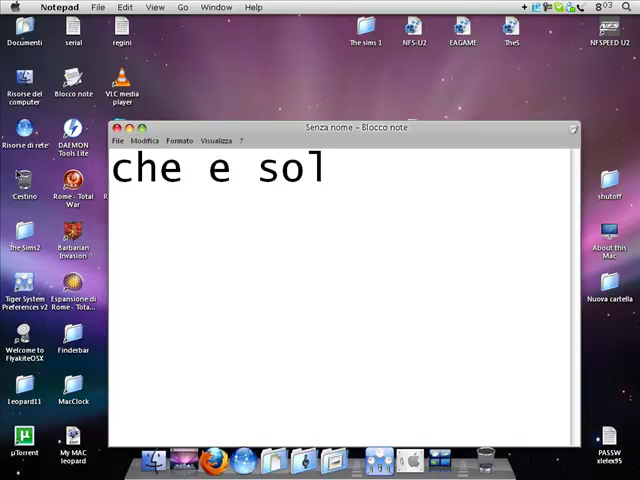 Notepad File Edit View Go Window Help 8:03
Documenti serial regini The sims 1 NFS-U2 EAGAME TheS NFSPEED U2
Risorse del computer Blocco note VLC media player
Senza nome – Blocco note
File Modifica Formato Visualizza ?
che e sol
Risorse di rete DAEMON Tools Lite
Cestino Rome - Total War shutoff
The Sims2 Barbarian Invasion About this Mac
Tiger System Preferences v2 Espansione di Rome - Tota... Nuova cartella
Welcome to FlyakiteOSX Finderbar
Leopard11 MacClock
µTorrent My MAC leopard PASSW xlelex95